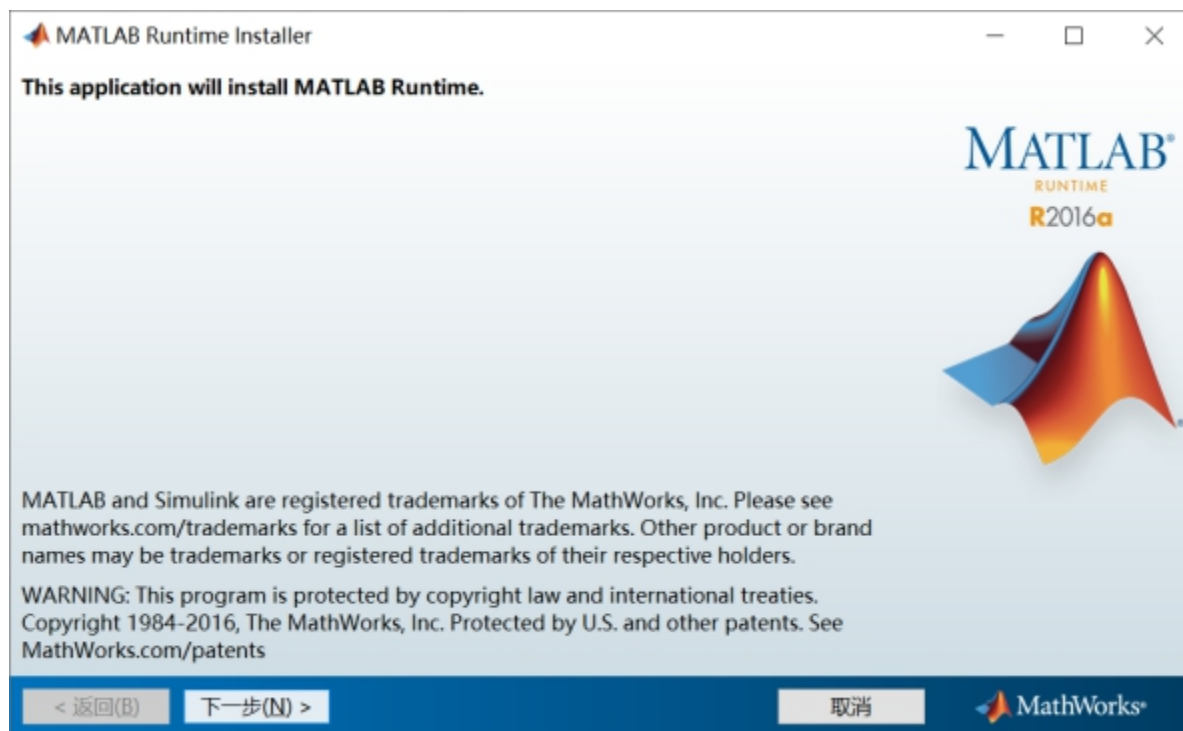 MATLAB Runtime Installer
This application will install MATLAB Runtime.
MATLAB®
RUNTIME
R2016a
MATLAB and Simulink are registered trademarks of The MathWorks, Inc. Please see
mathworks.com/trademarks for a list of additional trademarks. Other product or brand
names may be trademarks or registered trademarks of their respective holders.
WARNING: This program is protected by copyright law and international treaties.
Copyright 1984-2016, The MathWorks, Inc. Protected by U.S. and other patents. See
MathWorks.com/patents
< 返回(B)
下一步(N) >
取消
MathWorks®